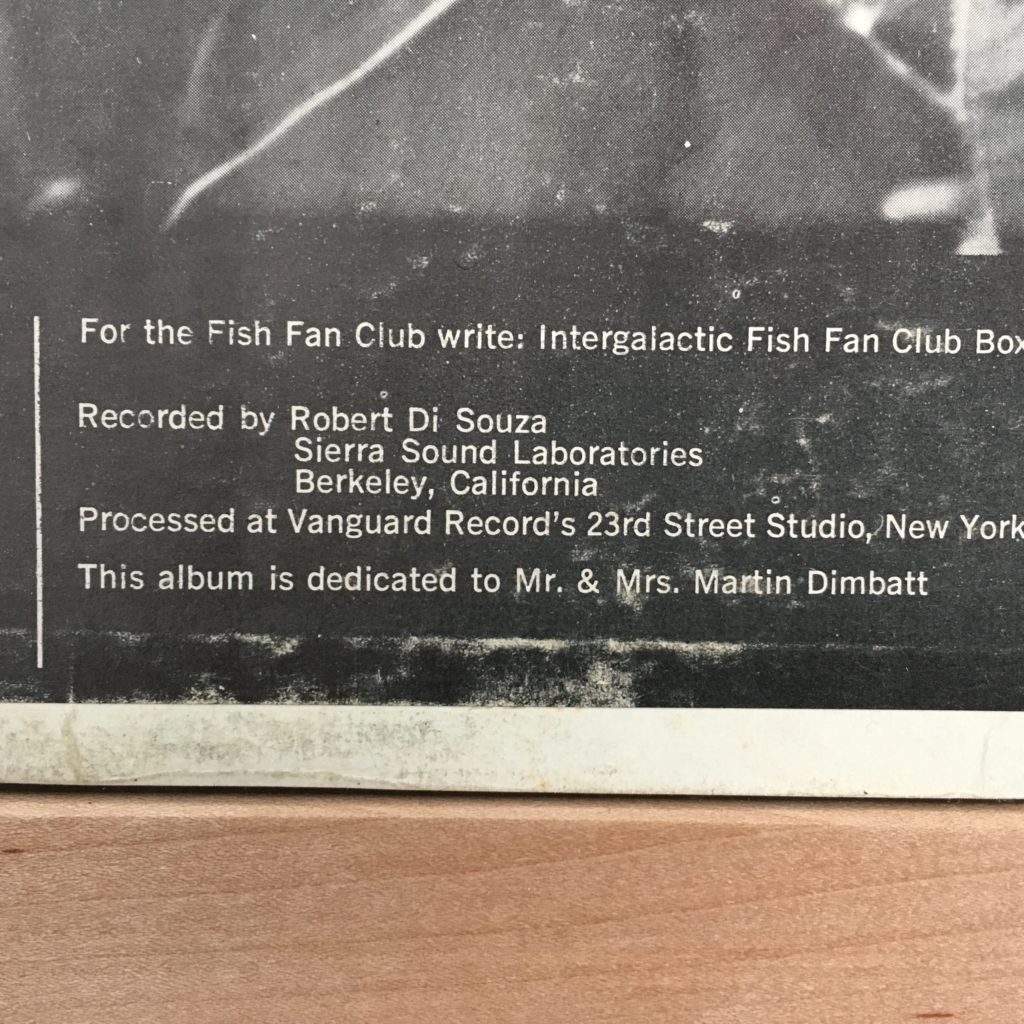 For the Fish Fan Club write: Intergalactic Fish Fan Club Box
Recorded by Robert Di Souza
Sierra Sound Laboratories
Berkeley, California
Processed at Vanguard Record's 23rd Street Studio, New York
This album is dedicated to Mr. & Mrs. Martin Dimbatt